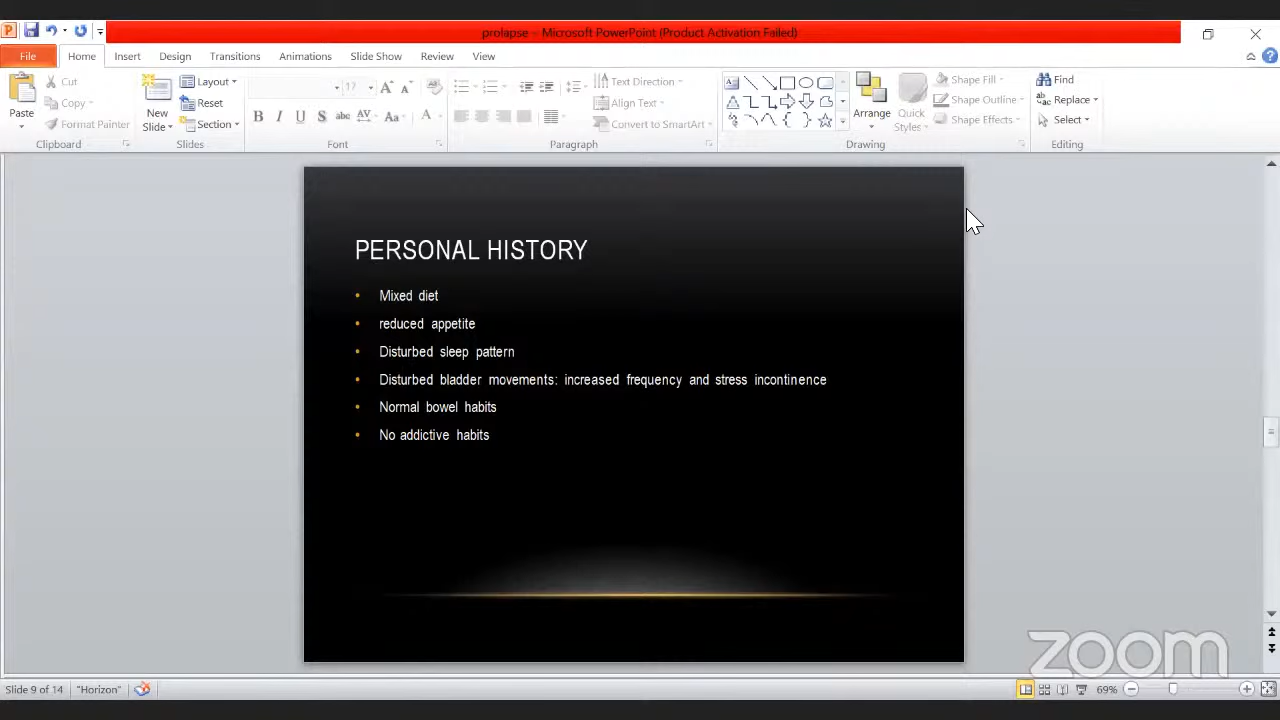 prolapse - Microsoft PowerPoint (Product Activation Failed)
File Home Insert Design Transitions Animations Slide Show Review View
Cut
Copy
Format Painter
Paste
Clipboard
New
Slide
Layout
Reset
Section
Slides
17
B I U S abc AV Aa A
Font
Text Direction
Align Text
Convert to SmartArt
Paragraph
Arrange
Quick
Styles
Shape Fill
Shape Outline
Shape Effects
Drawing
Find
Replace
Select
Editing
PERSONAL HISTORY
• Mixed diet
• reduced appetite
• Disturbed sleep pattern
• Disturbed bladder movements: increased frequency and stress incontinence
• Normal bowel habits
• No addictive habits
zoom
Slide 9 of 14 "Horizon" 69%